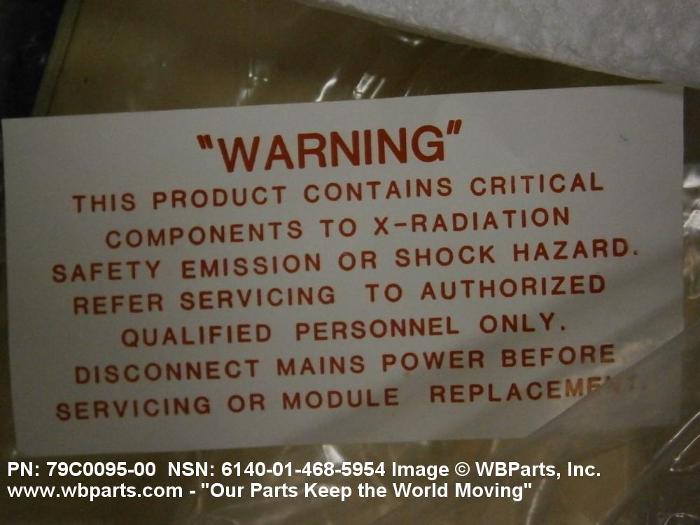 "WARNING"
THIS PRODUCT CONTAINS CRITICAL
COMPONENTS TO X-RADIATION
SAFETY EMISSION OR SHOCK HAZARD.
REFER SERVICING TO AUTHORIZED
QUALIFIED PERSONNEL ONLY.
DISCONNECT MAINS POWER BEFORE
SERVICING OR MODULE REPLACEMENT.
PN: 79C0095-00 NSN: 6140-01-468-5954 Image © WBParts, Inc.
www.wbparts.com - "Our Parts Keep the World Moving"